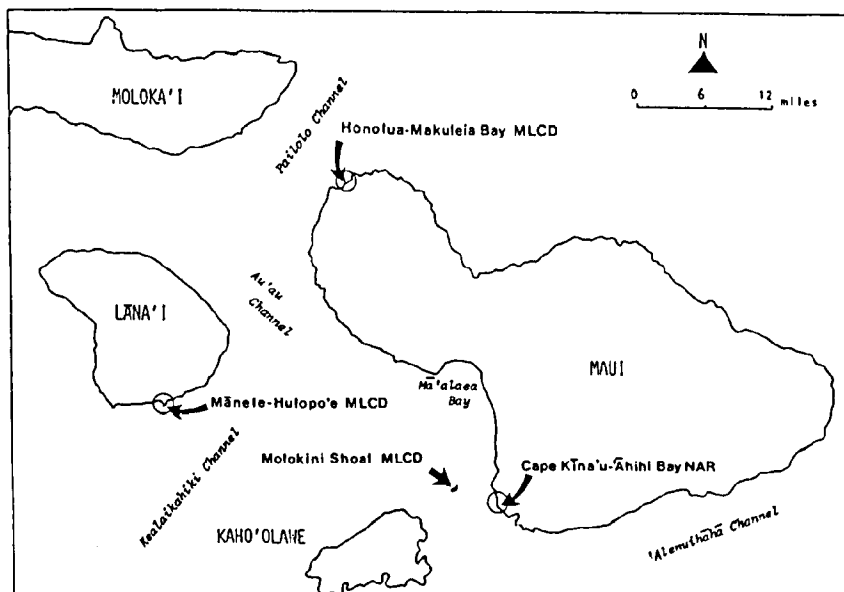 MOLOKA'I
Pailolo Channel
N
0 6 12 miles
Honolua-Makuleia Bay MLCD
Au'au
Channel
LĀNA'I
MAUI
Mā'alaea
Bay
Mānele-Hulopo'e MLCD
Molokini Shoal MLCD
Cape Kīna'u-Āhihi Bay NAR
Kealaikahiki Channel
KAHO'OLAWE
'Alenuihāhā Channel